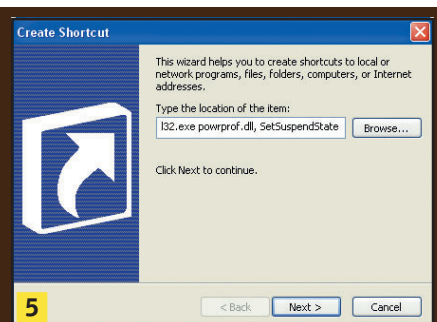 Create Shortcut
This wizard helps you to create shortcuts to local or
network programs, files, folders, computers, or Internet
addresses.
Type the location of the item:
l32.exe powrprof.dll, SetSuspendState
Browse...
Click Next to continue.
5
< Back
Next >
Cancel